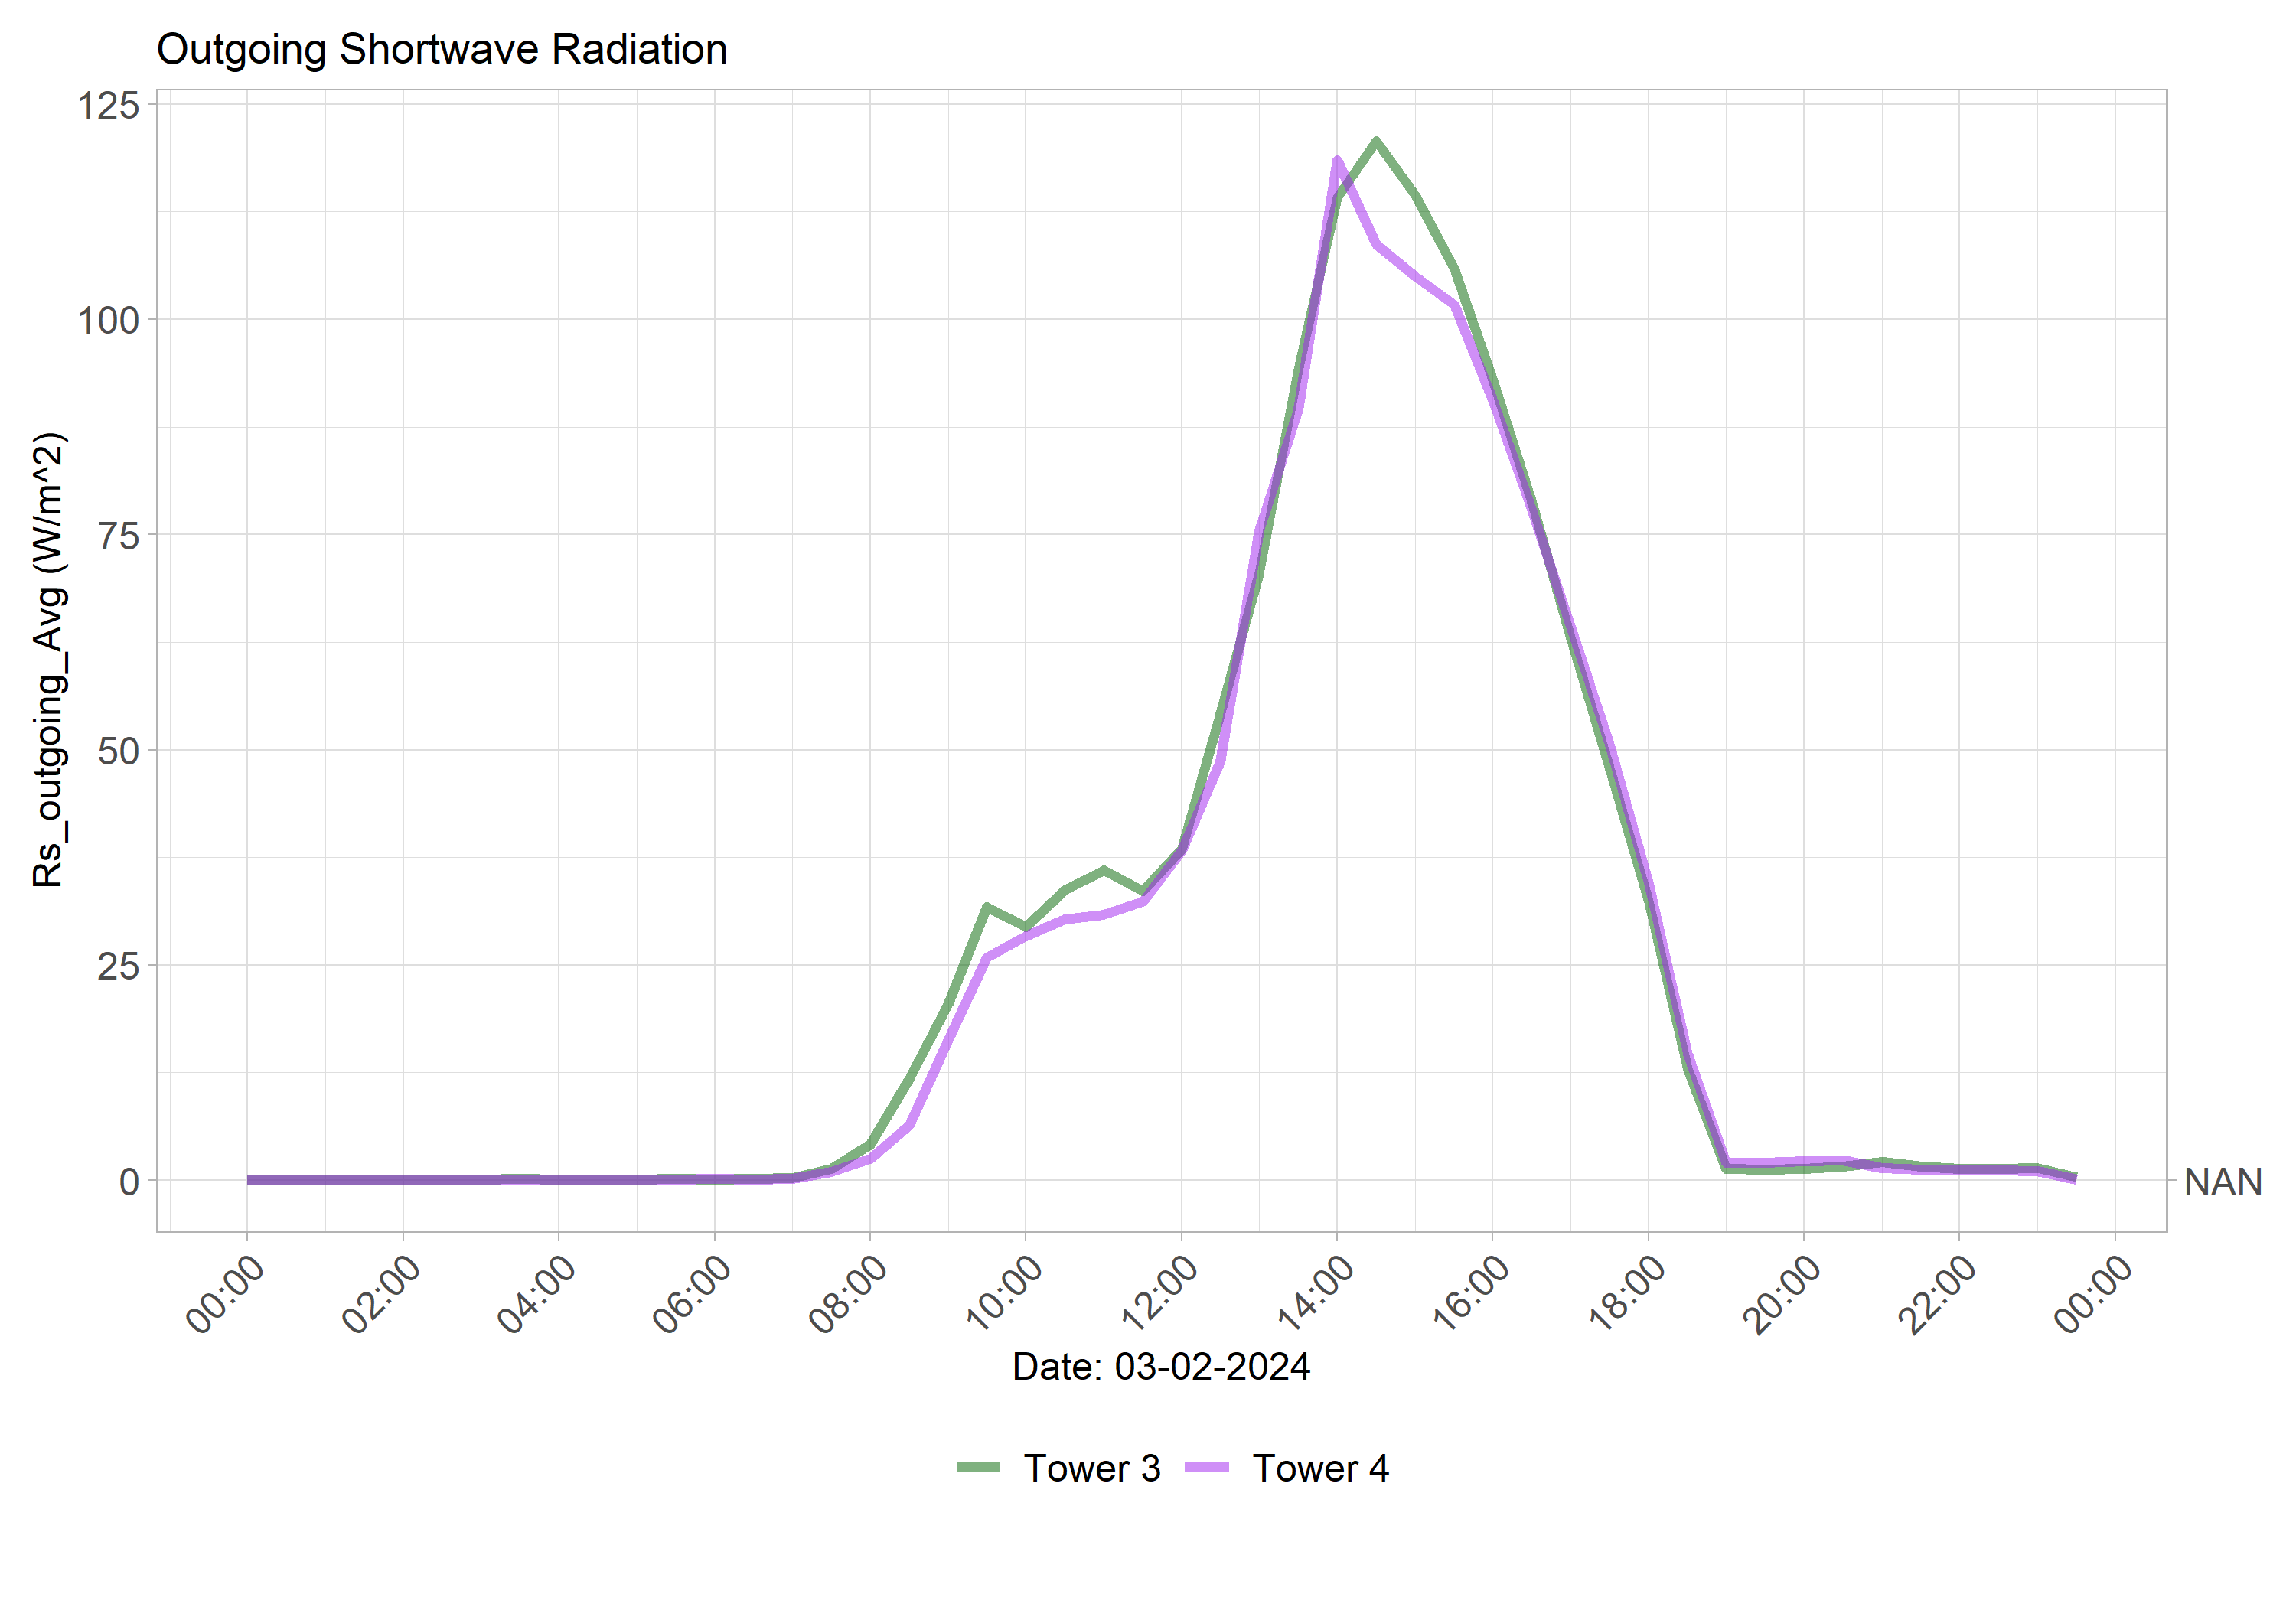 Outgoing Shortwave Radiation
Rs_outgoing_Avg (W/m^2)
125
100
75
50
25
0
NAN
00:00 02:00 04:00 06:00 08:00 10:00 12:00 14:00 16:00 18:00 20:00 22:00 00:00
Date: 03-02-2024
Tower 3 Tower 4